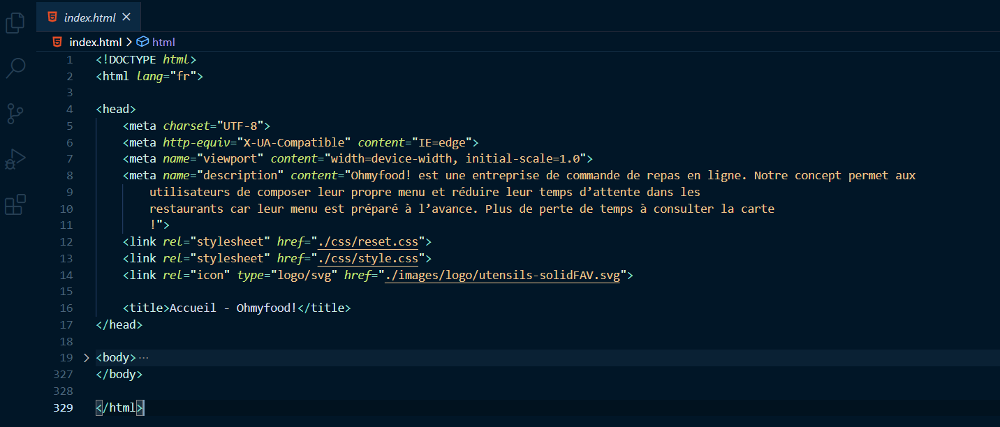 index.html
index.html > html
1 <!DOCTYPE html>
2 <html lang="fr">
3
4 <head>
5 <meta charset="UTF-8">
6 <meta http-equiv="X-UA-Compatible" content="IE=edge">
7 <meta name="viewport" content="width=device-width, initial-scale=1.0">
8 <meta name="description" content="Ohmyfood! est une entreprise de commande de repas en ligne. Notre concept permet aux
9 utilisateurs de composer leur propre menu et réduire leur temps d’attente dans les
10 restaurants car leur menu est préparé à l’avance. Plus de perte de temps à consulter la carte
11 !">
12 <link rel="stylesheet" href="./css/reset.css">
13 <link rel="stylesheet" href="./css/style.css">
14 <link rel="icon" type="logo/svg" href="./images/logo/utensils-solidFAV.svg">
15
16 <title>Accueil - Ohmyfood!</title>
17 </head>
18
19 <body>···
327 </body>
328
329 </html>